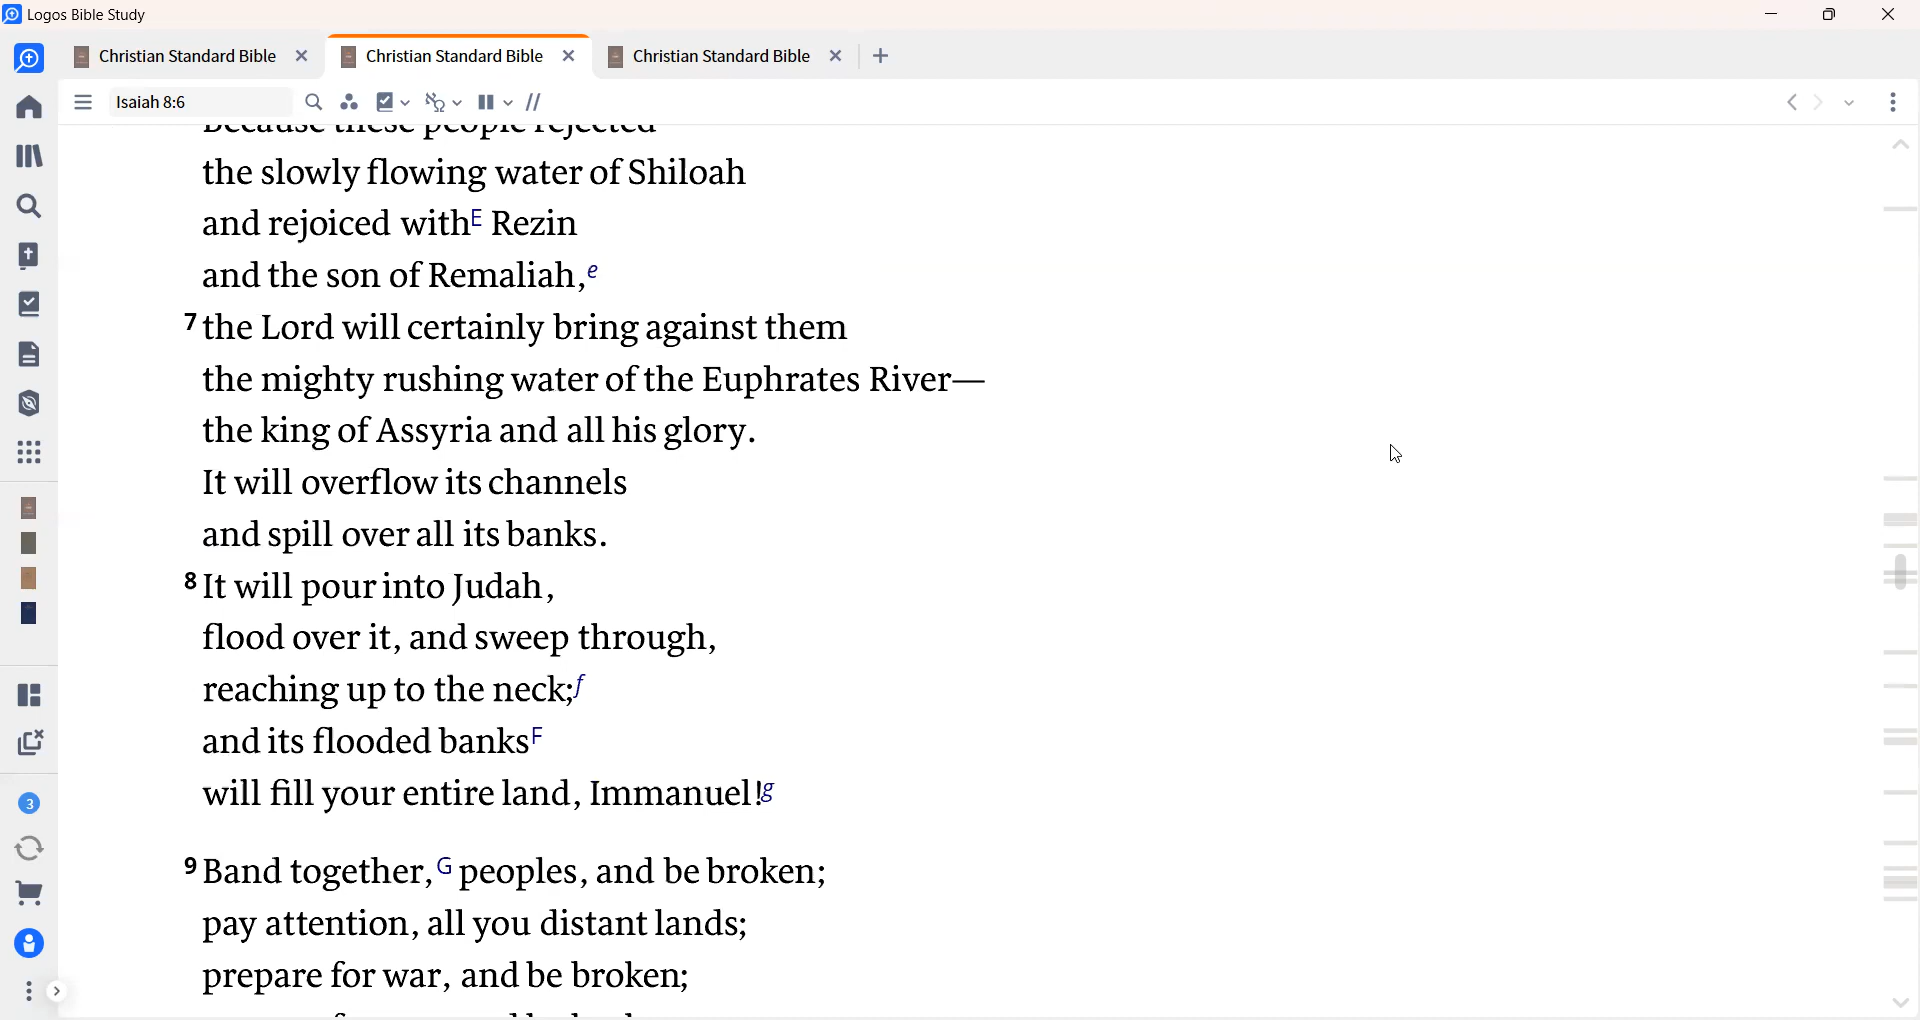 Logos Bible Study
Christian Standard Bible
Christian Standard Bible
Christian Standard Bible
Isaiah 8:6
Because these people rejected
the slowly flowing water of Shiloah
and rejoiced withE Rezin
and the son of Remaliah,e
7 the Lord will certainly bring against them
the mighty rushing water of the Euphrates River—
the king of Assyria and all his glory.
It will overflow its channels
and spill over all its banks.
8 It will pour into Judah,
flood over it, and sweep through,
reaching up to the neck;f
and its flooded banksF
will fill your entire land, Immanuel!g
3
9 Band together,G peoples, and be broken;
pay attention, all you distant lands;
prepare for war, and be broken;